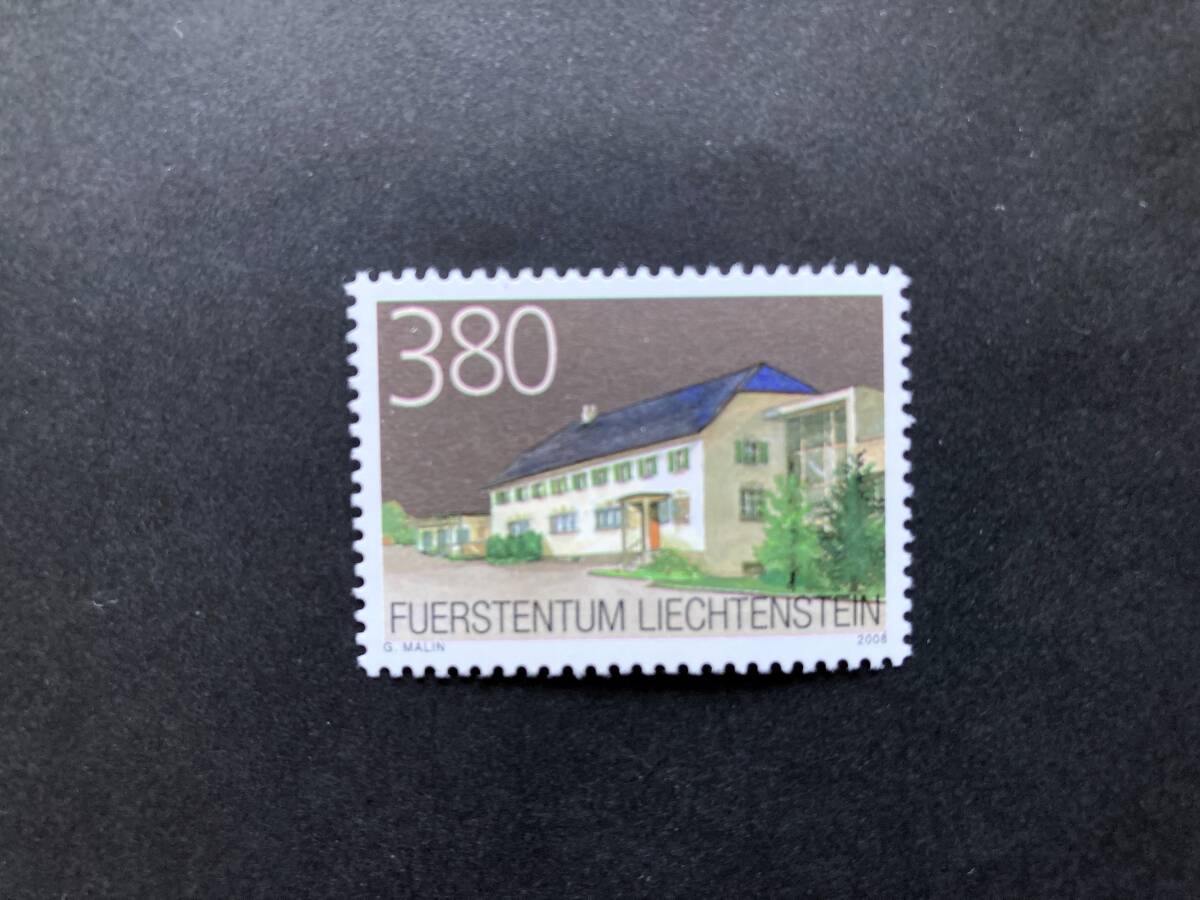 380
FUERSTENTUM LIECHTENSTEIN
G. MALIN
2008